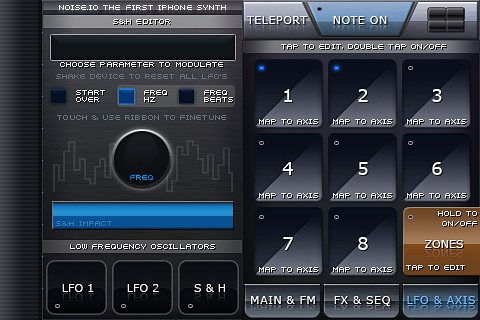 NOISE.IO THE FIRST IPHONE SYNTH
S&H EDITOR
CHOOSE PARAMETER TO MODULATE
SHAKE DEVICE TO RESET ALL LFO'S
START OVER
FREQ HZ
FREQ BEATS
TOUCH & USE RIBBON TO FINETUNE
FREQ
S&H IMPACT
LOW FREQUENCY OSCILLATORS
LFO 1
LFO 2
S & H
TELEPORT
NOTE ON
TAP TO EDIT, DOUBLE TAP ON/OFF
1
MAP TO AXIS
2
MAP TO AXIS
3
MAP TO AXIS
4
MAP TO AXIS
5
MAP TO AXIS
6
MAP TO AXIS
7
MAP TO AXIS
8
MAP TO AXIS
HOLD TO
ON/OFF
ZONES
TAP TO EDIT
MAIN & FM
FX & SEQ
LFO & AXIS